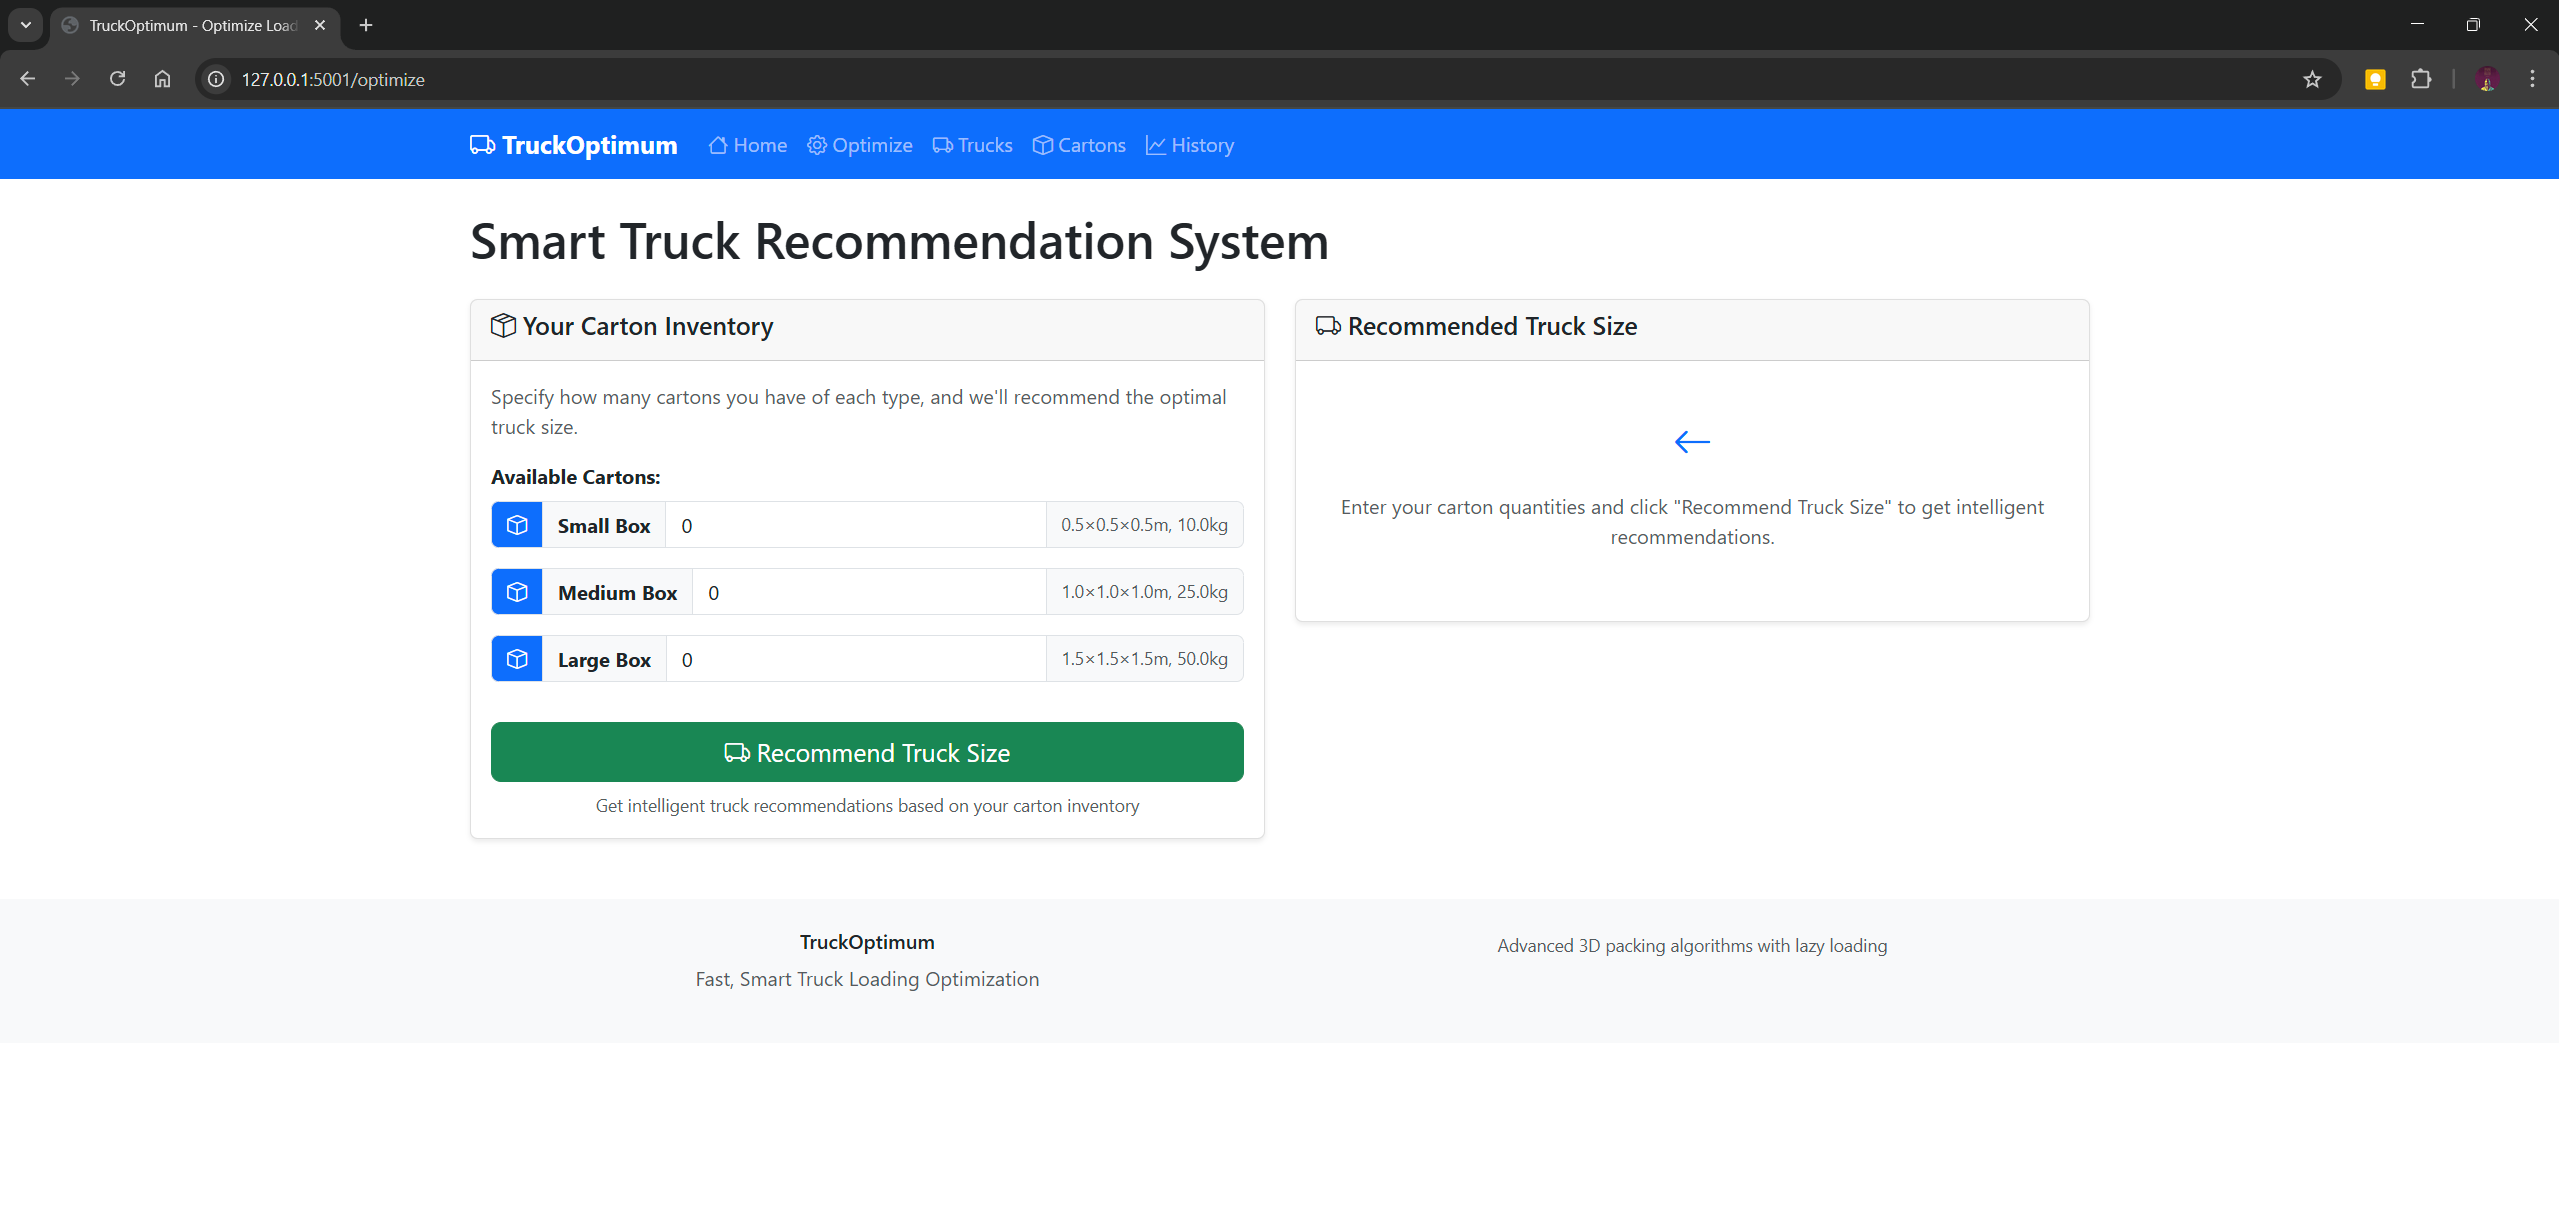 TruckOptimum - Optimize Load
127.0.0.1:5001/optimize
TruckOptimum Home Optimize Trucks Cartons History
Smart Truck Recommendation System
Your Carton Inventory
Specify how many cartons you have of each type, and we'll recommend the optimal
truck size.
Available Cartons:
Small Box 0 0.5×0.5×0.5m, 10.0kg
Medium Box 0 1.0×1.0×1.0m, 25.0kg
Large Box 0 1.5×1.5×1.5m, 50.0kg
Recommend Truck Size
Get intelligent truck recommendations based on your carton inventory
Recommended Truck Size
Enter your carton quantities and click "Recommend Truck Size" to get intelligent
recommendations.
TruckOptimum
Fast, Smart Truck Loading Optimization
Advanced 3D packing algorithms with lazy loading